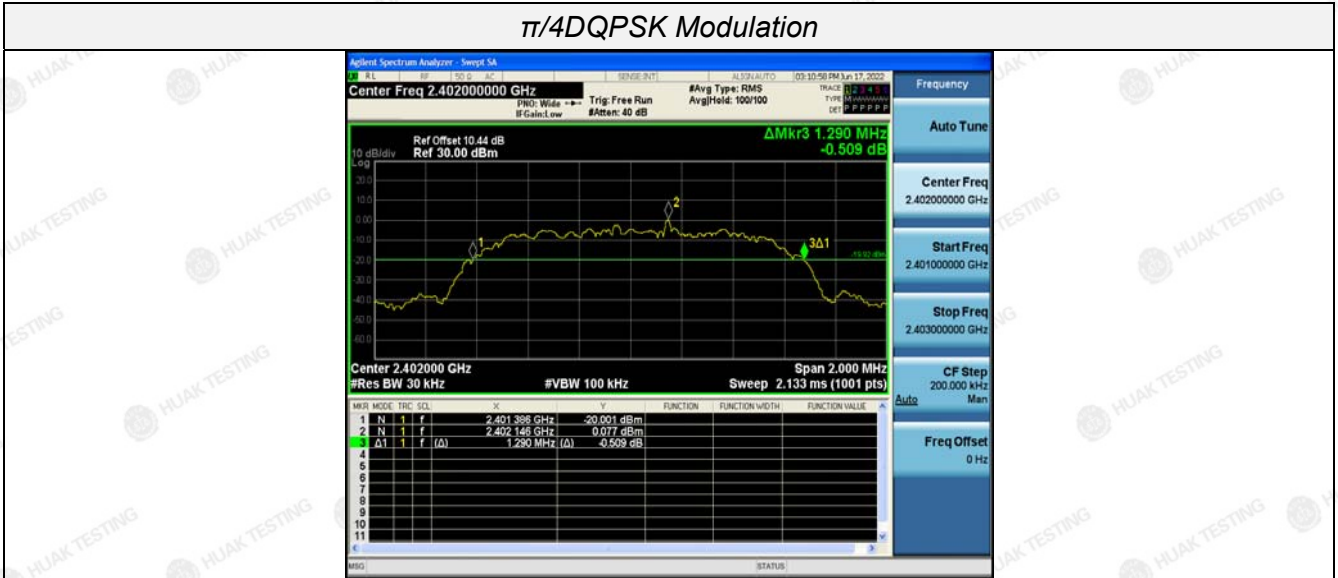 π/4DQPSK Modulation
Agilent Spectrum Analyzer - Swept SA
RL RF 50 Ω AC SENSE:INT ALIGN AUTO 03:10:58 PM Jun 17, 2022
Center Freq 2.402000000 GHz
PNO: Wide
IFGain:Low
Trig: Free Run
#Atten: 40 dB
#Avg Type: RMS
Avg|Hold: 100/100
TRACE 1 2 3 4 5 6
TYPE
DET P P P P P P
Frequency
ΔMkr3 1.290 MHz
-0.509 dB
Ref Offset 10.44 dB
10 dB/div Ref 30.00 dBm
Log
20.0
10.0
0.00
-10.0
-20.0
-30.0
-40.0
-50.0
-60.0
1
2
3Δ1
-19.92 dBm
Center 2.402000 GHz Span 2.000 MHz
#Res BW 30 kHz #VBW 100 kHz Sweep 2.133 ms (1001 pts)
MKR MODE TRC SCL X Y FUNCTION FUNCTION WIDTH FUNCTION VALUE
1 N 1 f 2.401 386 GHz -20.001 dBm
2 N 1 f 2.402 146 GHz 0.077 dBm
3 Δ1 1 f (Δ) 1.290 MHz (Δ) -0.509 dB
4
5
6
7
8
9
10
11
MSG STATUS
Auto Tune
Center Freq
2.402000000 GHz
Start Freq
2.401000000 GHz
Stop Freq
2.403000000 GHz
CF Step
200.000 kHz
Auto Man
Freq Offset
0 Hz
HUAK TESTING